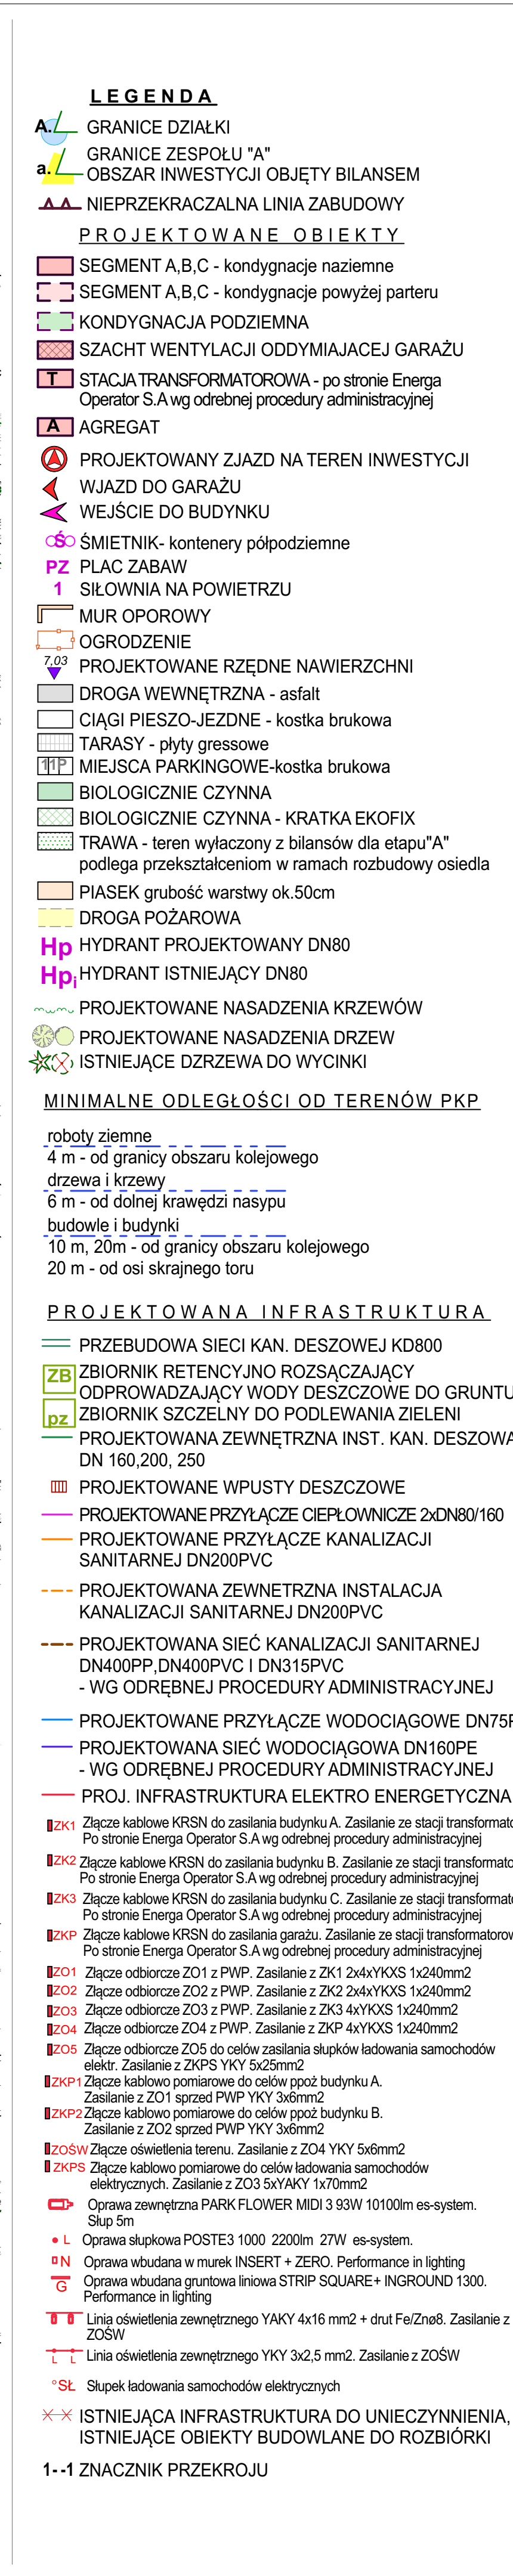 LEGENDA
A. GRANICE DZIAŁKI
GRANICE ZESPOŁU "A"
a. OBSZAR INWESTYCJI OBJĘTY BILANSEM
NIEPRZEKRACZALNA LINIA ZABUDOWY
PROJEKTOWANE OBIEKTY
SEGMENT A,B,C - kondygnacje naziemne
SEGMENT A,B,C - kondygnacje powyżej parteru
KONDYGNACJA PODZIEMNA
SZACHT WENTYLACJI ODDYMIAJACEJ GARAŻU
T STACJA TRANSFORMATOROWA - po stronie Energa
Operator S.A wg odrebnej procedury administracyjnej
A AGREGAT
PROJEKTOWANY ZJAZD NA TEREN INWESTYCJI
WJAZD DO GARAŻU
WEJŚCIE DO BUDYNKU
Ś ŚMIETNIK- kontenery półpodziemne
PZ PLAC ZABAW
1 SIŁOWNIA NA POWIETRZU
MUR OPOROWY
OGRODZENIE
7,03 PROJEKTOWANE RZĘDNE NAWIERZCHNI
DROGA WEWNĘTRZNA - asfalt
CIĄGI PIESZO-JEZDNE - kostka brukowa
TARASY - płyty gressowe
11P MIEJSCA PARKINGOWE-kostka brukowa
BIOLOGICZNIE CZYNNA
BIOLOGICZNIE CZYNNA - KRATKA EKOFIX
TRAWA - teren wyłaczony z bilansów dla etapu"A"
podlega przekształceniom w ramach rozbudowy osiedla
PIASEK grubość warstwy ok.50cm
DROGA POŻAROWA
Hp HYDRANT PROJEKTOWANY DN80
Hpi HYDRANT ISTNIEJĄCY DN80
PROJEKTOWANE NASADZENIA KRZEWÓW
PROJEKTOWANE NASADZENIA DRZEW
ISTNIEJĄCE DZRZEWA DO WYCINKI
MINIMALNE ODLEGŁOŚCI OD TERENÓW PKP
roboty ziemne
4 m - od granicy obszaru kolejowego
drzewa i krzewy
6 m - od dolnej krawędzi nasypu
budowle i budynki
10 m, 20m - od granicy obszaru kolejowego
20 m - od osi skrajnego toru
PROJEKTOWANA INFRASTRUKTURA
PRZEBUDOWA SIECI KAN. DESZOWEJ KD800
ZB ZBIORNIK RETENCYJNO ROZSĄCZAJĄCY
ODPROWADZAJĄCY WODY DESZCZOWE DO GRUNTU
pz ZBIORNIK SZCZELNY DO PODLEWANIA ZIELENI
PROJEKTOWANA ZEWNĘTRZNA INST. KAN. DESZOWA
DN 160,200, 250
PROJEKTOWANE WPUSTY DESZCZOWE
PROJEKTOWANE PRZYŁĄCZE CIEPŁOWNICZE 2xDN80/160
PROJEKTOWANE PRZYŁĄCZE KANALIZACJI
SANITARNEJ DN200PVC
PROJEKTOWANA ZEWNETRZNA INSTALACJA
KANALIZACJI SANITARNEJ DN200PVC
PROJEKTOWANA SIEĆ KANALIZACJI SANITARNEJ
DN400PP,DN400PVC I DN315PVC
- WG ODRĘBNEJ PROCEDURY ADMINISTRACYJNEJ
PROJEKTOWANE PRZYŁĄCZE WODOCIĄGOWE DN75P
PROJEKTOWANA SIEĆ WODOCIĄGOWA DN160PE
- WG ODRĘBNEJ PROCEDURY ADMINISTRACYJNEJ
PROJ. INFRASTRUKTURA ELEKTRO ENERGETYCZNA
ZK1 Złącze kablowe KRSN do zasilania budynku A. Zasilanie ze stacji transformato
Po stronie Energa Operator S.A wg odrebnej procedury administracyjnej
ZK2 Złącze kablowe KRSN do zasilania budynku B. Zasilanie ze stacji transformato
Po stronie Energa Operator S.A wg odrebnej procedury administracyjnej
ZK3 Złącze kablowe KRSN do zasilania budynku C. Zasilanie ze stacji transformato
Po stronie Energa Operator S.A wg odrebnej procedury administracyjnej
ZKP Złącze kablowe KRSN do zasilania garażu. Zasilanie ze stacji transformatorow
Po stronie Energa Operator S.A wg odrebnej procedury administracyjnej
ZO1 Złącze odbiorcze ZO1 z PWP. Zasilanie z ZK1 2x4xYKXS 1x240mm2
ZO2 Złącze odbiorcze ZO2 z PWP. Zasilanie z ZK2 2x4xYKXS 1x240mm2
ZO3 Złącze odbiorcze ZO3 z PWP. Zasilanie z ZK3 4xYKXS 1x240mm2
ZO4 Złącze odbiorcze ZO4 z PWP. Zasilanie z ZKP 4xYKXS 1x240mm2
ZO5 Złącze odbiorcze ZO5 do celów zasilania słupków ładowania samochodów
elektr. Zasilanie z ZKPS YKY 5x25mm2
ZKP1 Złącze kablowo pomiarowe do celów ppoż budynku A.
Zasilanie z ZO1 sprzed PWP YKY 3x6mm2
ZKP2 Złącze kablowo pomiarowe do celów ppoż budynku B.
Zasilanie z ZO2 sprzed PWP YKY 3x6mm2
ZOŚW Złącze oświetlenia terenu. Zasilanie z ZO4 YKY 5x6mm2
ZKPS Złącze kablowo pomiarowe do celów ładowania samochodów
elektrycznych. Zasilanie z ZO3 5xYAKY 1x70mm2
Oprawa zewnętrzna PARK FLOWER MIDI 3 93W 10100lm es-system.
Słup 5m
L Oprawa słupkowa POSTE3 1000 2200lm 27W es-system.
N Oprawa wbudana w murek INSERT + ZERO. Performance in lighting
G Oprawa wbudana gruntowa liniowa STRIP SQUARE+ INGROUND 1300.
Performance in lighting
Linia oświetlenia zewnętrznego YAKY 4x16 mm2 + drut Fe/Znø8. Zasilanie z
ZOŚW
L L Linia oświetlenia zewnętrznego YKY 3x2,5 mm2. Zasilanie z ZOŚW
SŁ Słupek ładowania samochodów elektrycznych
ISTNIEJĄCA INFRASTRUKTURA DO UNIECZYNNIENIA,
ISTNIEJĄCE OBIEKTY BUDOWLANE DO ROZBIÓRKI
1--1 ZNACZNIK PRZEKROJU